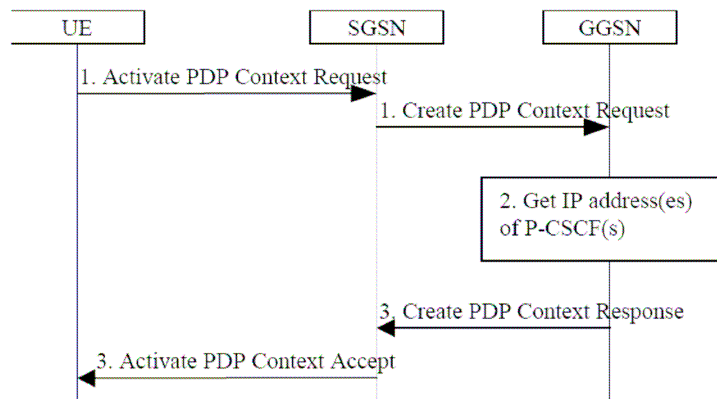 UE
SGSN
GGSN
1. Activate PDP Context Request
1. Create PDP Context Request
2. Get IP address(es)
of P-CSCF(s)
3. Create PDP Context Response
3. Activate PDP Context Accept